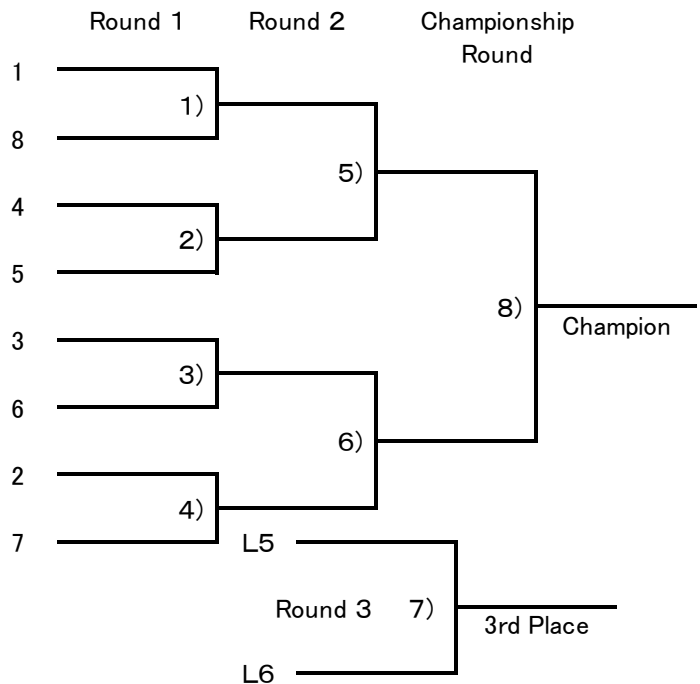 Round 1 Round 2 Championship
Round
1
1)
8
5)
4
2)
5
8)
Champion
3
3)
6
6)
2
4)
7
L5
Round 3 7)
3rd Place
L6